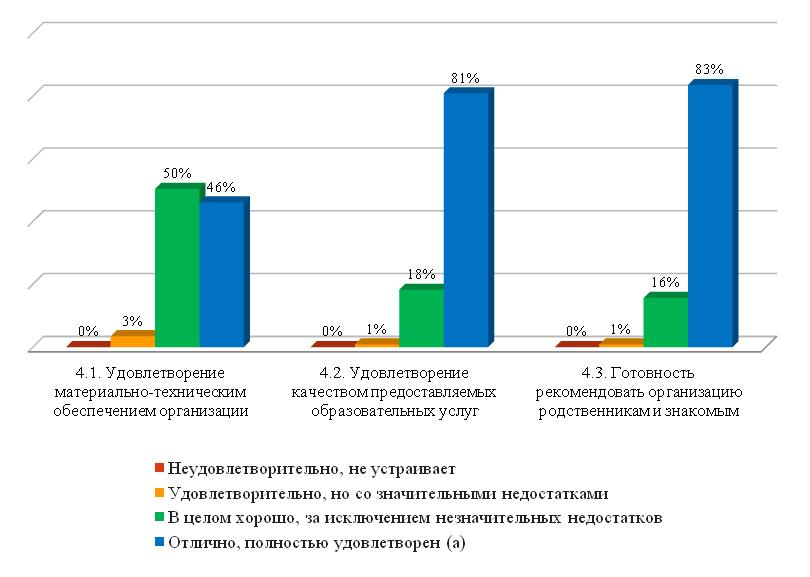 83%
81%
50%
46%
18%
16%
0%
3%
0%
1%
0%
1%
4.1. Удовлетворение
материально-техническим
обеспечением организации
4.2. Удовлетворение
качеством предоставляемых
образовательных услуг
4.3. Готовность
рекомендовать организацию
родственникам и знакомым
Неудовлетворительно, не устраивает
Удовлетворительно, но со значительными недостатками
В целом хорошо, за исключением незначительных недостатков
Отлично, полностью удовлетворен (а)